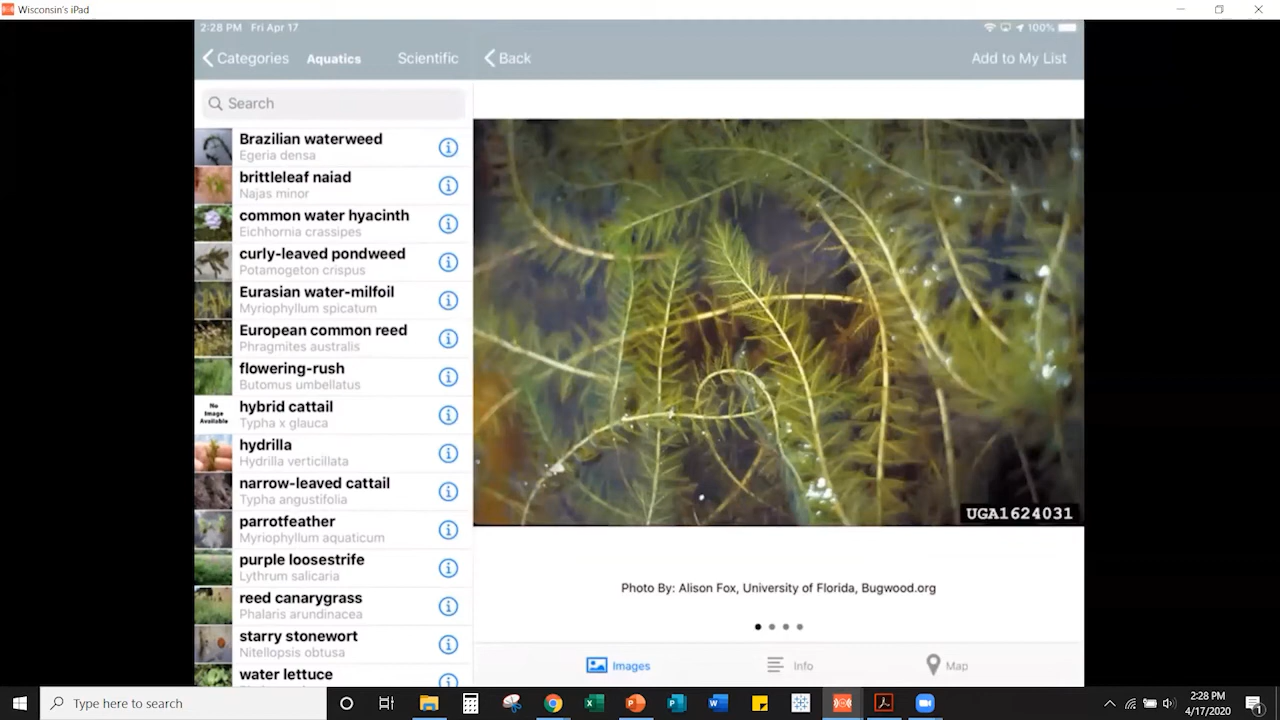 Wisconsin's iPad
2:28 PM Fri Apr 17
100%
Categories Aquatics Scientific
Back
Add to My List
Search
Brazilian waterweed
Egeria densa
brittleleaf naiad
Najas minor
common water hyacinth
Eichhornia crassipes
curly-leaved pondweed
Potamogeton crispus
Eurasian water-milfoil
Myriophyllum spicatum
European common reed
Phragmites australis
flowering-rush
Butomus umbellatus
No
Image
Available
hybrid cattail
Typha x glauca
hydrilla
Hydrilla verticillata
narrow-leaved cattail
Typha angustifolia
parrotfeather
Myriophyllum aquaticum
purple loosestrife
Lythrum salicaria
reed canarygrass
Phalaris arundinacea
starry stonewort
Nitellopsis obtusa
water lettuce
UGA1624031
Photo By: Alison Fox, University of Florida, Bugwood.org
Images Info Map
Type here to search
2:28 PM
4/17/2020
1